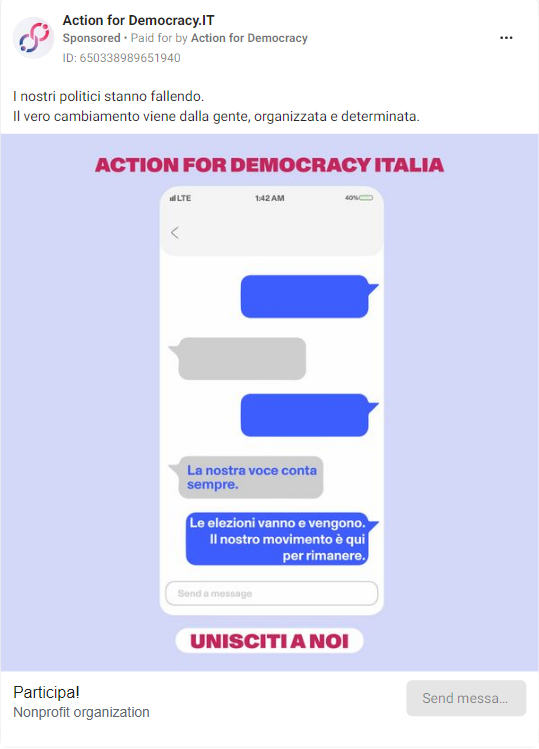 Action for Democracy.IT
Sponsored • Paid for by Action for Democracy
ID: 650338989651940
I nostri politici stanno fallendo.
Il vero cambiamento viene dalla gente, organizzata e determinata.
ACTION FOR DEMOCRACY ITALIA
LTE 1:42 AM 40%
La nostra voce conta
sempre.
Le elezioni vanno e vengono.
Il nostro movimento è qui
per rimanere.
Send a message
UNISCITI A NOI
Participa!
Nonprofit organization
Send messa...